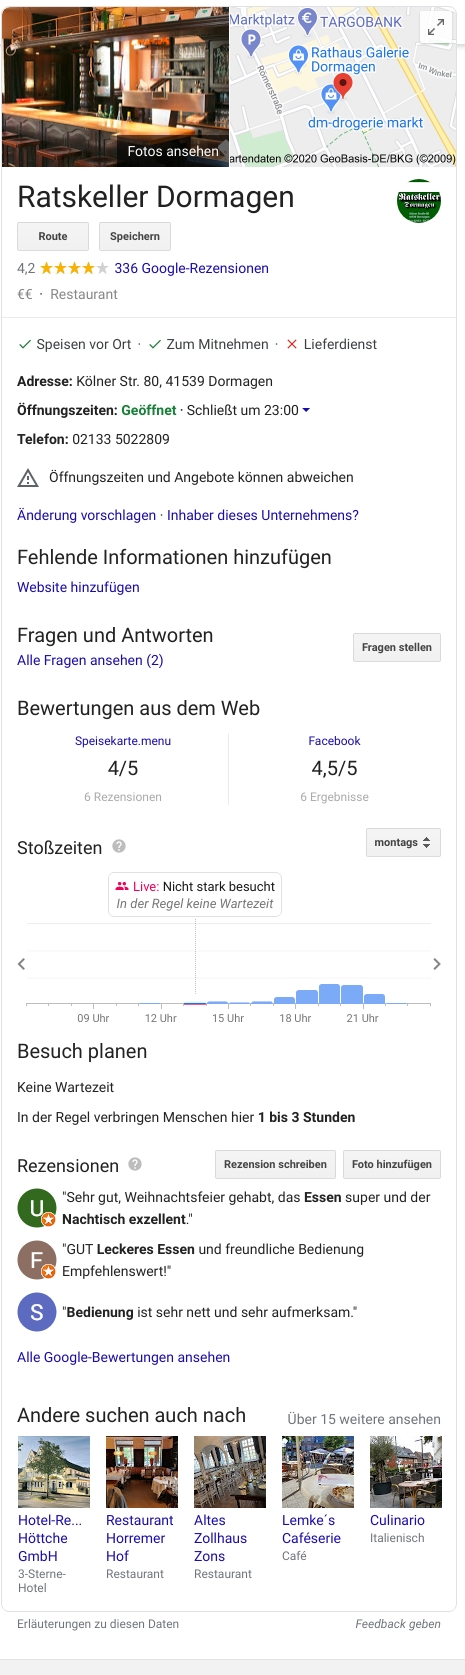 Marktplatz
TARGOBANK
P
Rathaus Galerie
Dormagen
Römerstraße
Im Winkel
dm-drogerie markt
Fotos ansehen
artendaten ©2020 GeoBasis-DE/BKG (©2009)
Ratskeller Dormagen
Ratskeller
Dormagen
Route
Speichern
4,2 336 Google-Rezensionen
€€ · Restaurant
Speisen vor Ort · Zum Mitnehmen · Lieferdienst
Adresse: Kölner Str. 80, 41539 Dormagen
Öffnungszeiten: Geöffnet · Schließt um 23:00
Telefon: 02133 5022809
Öffnungszeiten und Angebote können abweichen
Änderung vorschlagen · Inhaber dieses Unternehmens?
Fehlende Informationen hinzufügen
Website hinzufügen
Fragen und Antworten
Alle Fragen ansehen (2)
Fragen stellen
Bewertungen aus dem Web
Speisekarte.menu
4/5
6 Rezensionen
Facebook
4,5/5
6 Ergebnisse
Stoßzeiten ?
montags
Live: Nicht stark besucht
In der Regel keine Wartezeit
09 Uhr 12 Uhr 15 Uhr 18 Uhr 21 Uhr
Besuch planen
Keine Wartezeit
In der Regel verbringen Menschen hier 1 bis 3 Stunden
Rezensionen ?
Rezension schreiben
Foto hinzufügen
U
"Sehr gut, Weihnachtsfeier gehabt, das Essen super und der
Nachtisch exzellent."
F
"GUT Leckeres Essen und freundliche Bedienung
Empfehlenswert!"
S
"Bedienung ist sehr nett und sehr aufmerksam."
Alle Google-Bewertungen ansehen
Andere suchen auch nach
Über 15 weitere ansehen
Hotel-Re...
Höttche
GmbH
3-Sterne-
Hotel
Restaurant
Horremer
Hof
Restaurant
Altes
Zollhaus
Zons
Restaurant
Lemke´s
Caféserie
Café
Culinario
Italienisch
Erläuterungen zu diesen Daten
Feedback geben